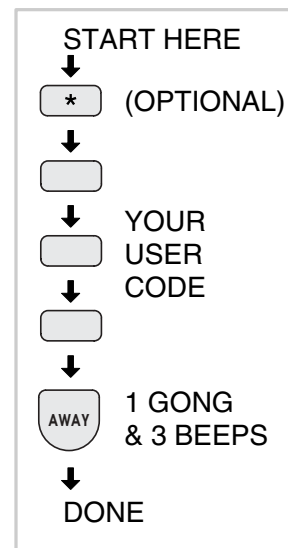 START HERE
* (OPTIONAL)
YOUR
USER
CODE
AWAY
1 GONG
& 3 BEEPS
DONE